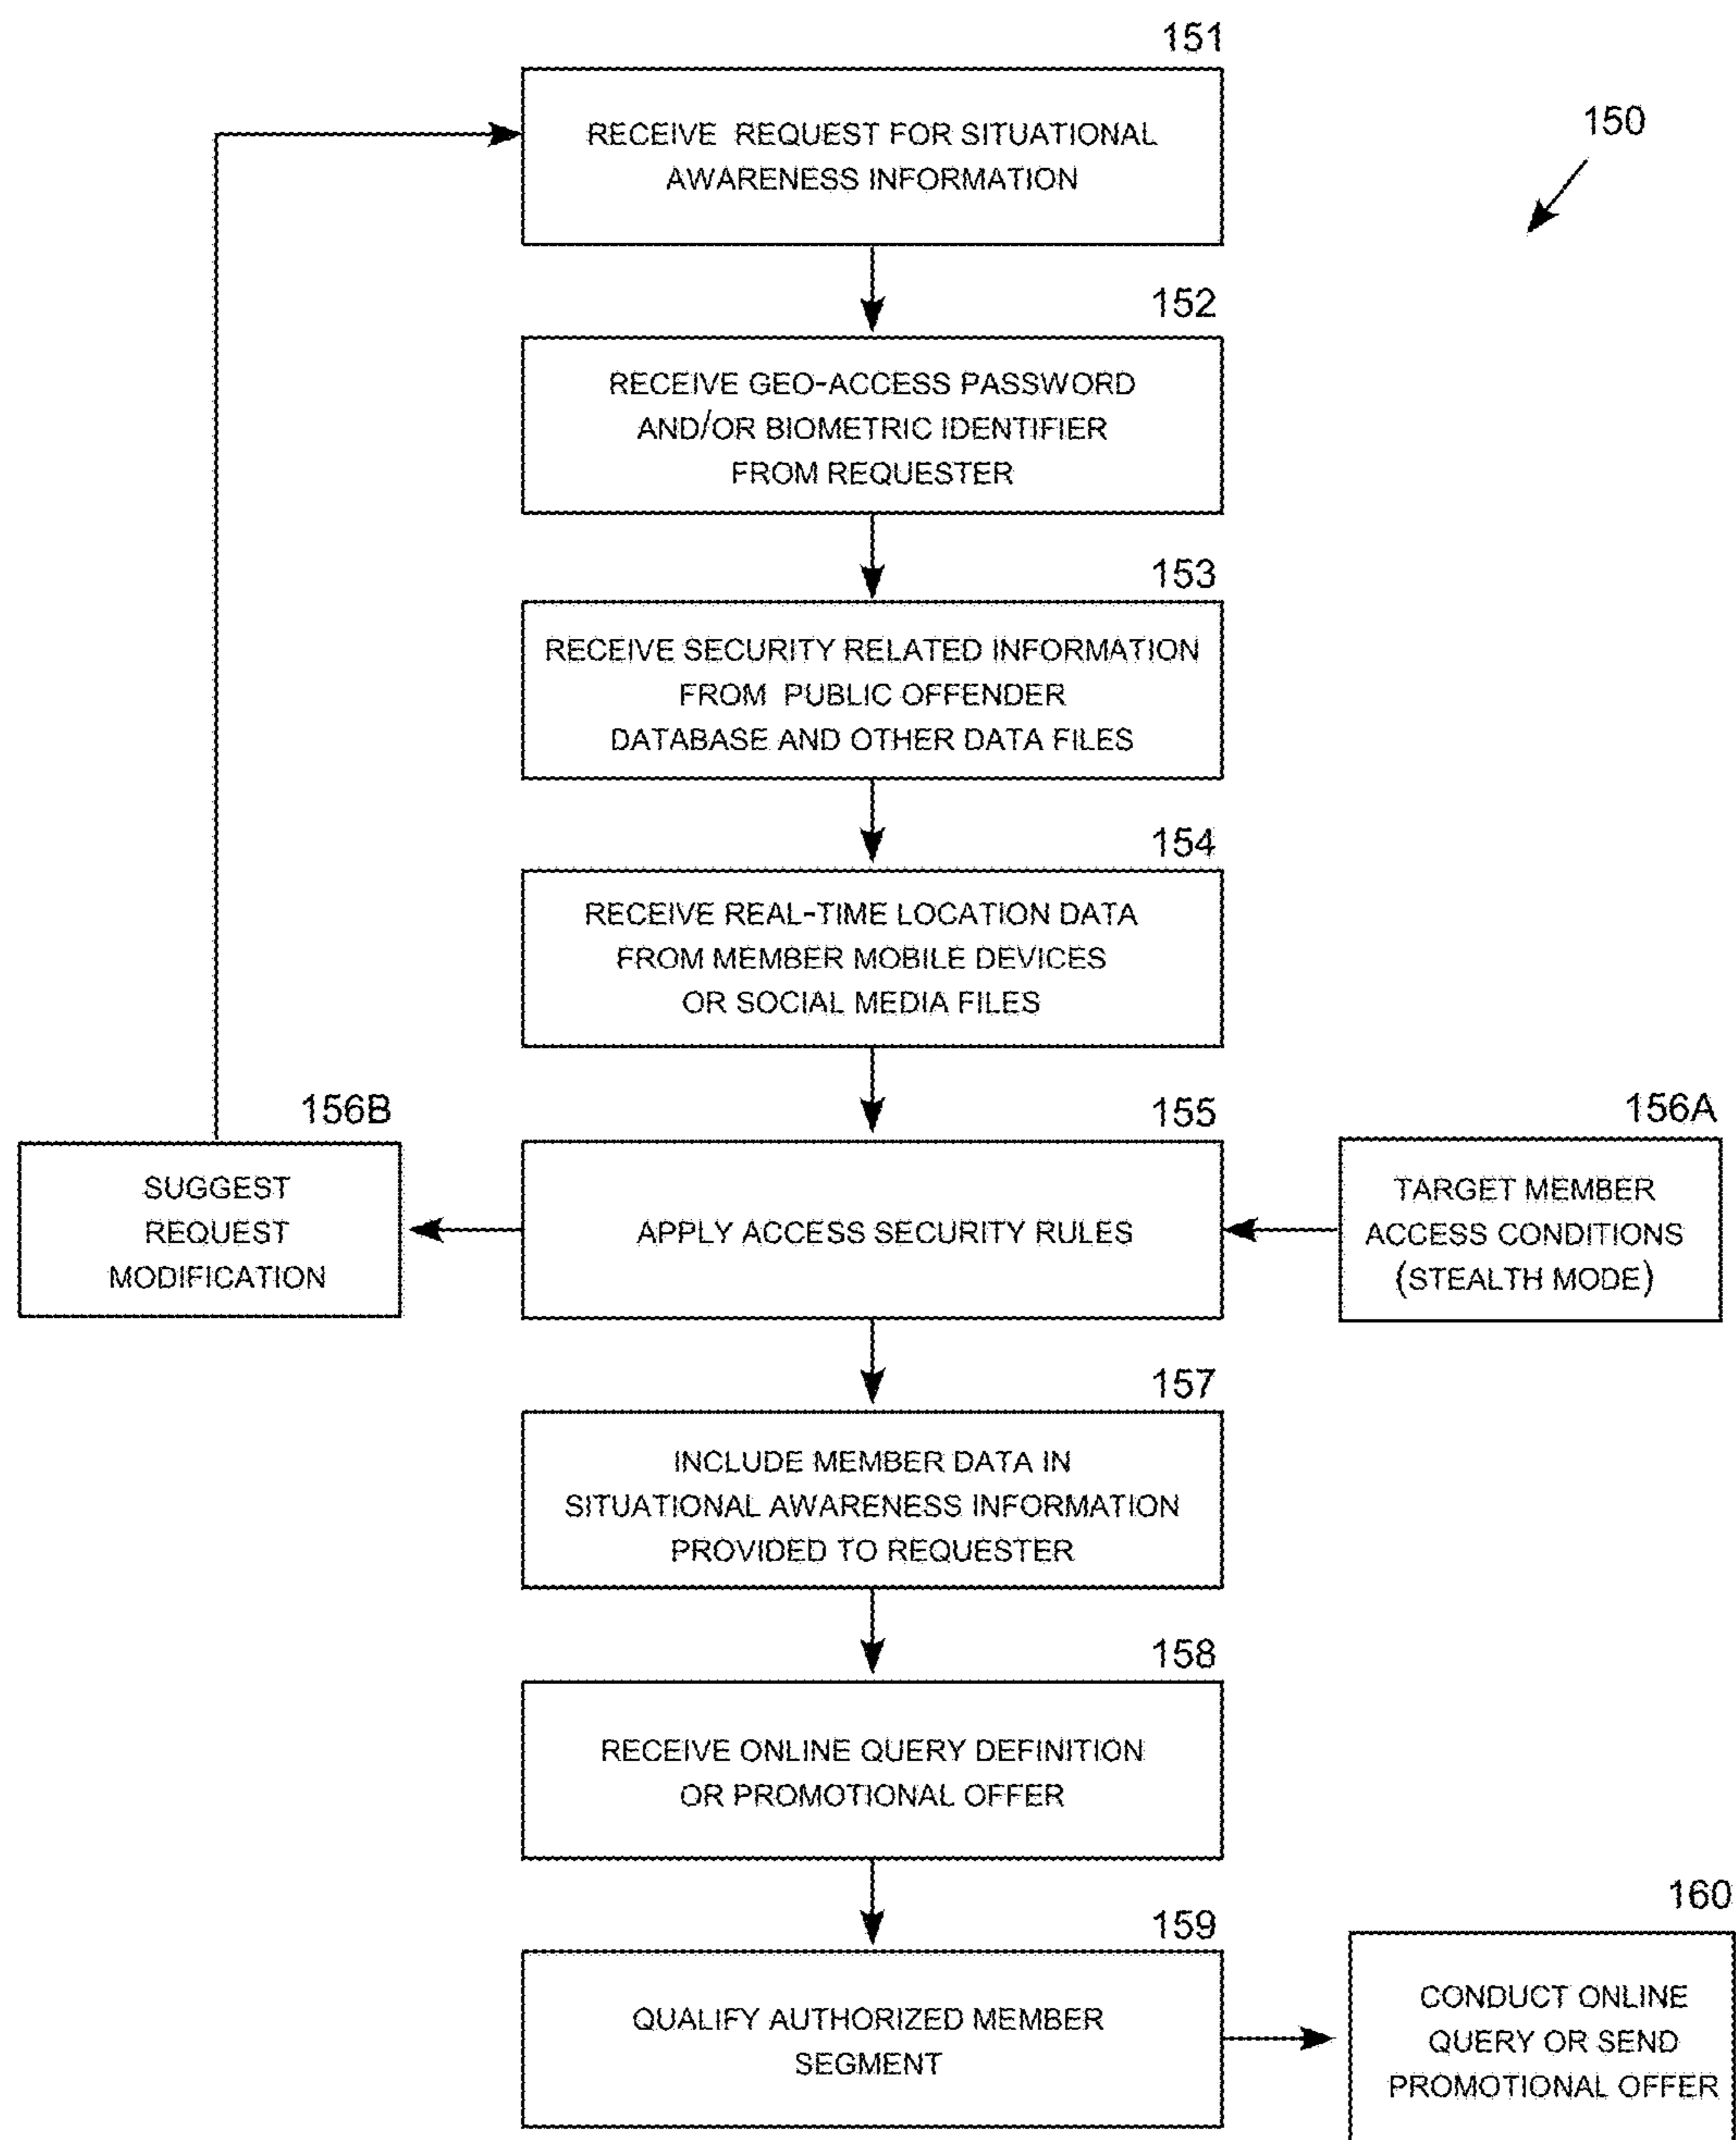 151
RECEIVE REQUEST FOR SITUATIONAL
AWARENESS INFORMATION
150
152
RECEIVE GEO-ACCESS PASSWORD
AND/OR BIOMETRIC IDENTIFIER
FROM REQUESTER
153
RECEIVE SECURITY RELATED INFORMATION
FROM PUBLIC OFFENDER
DATABASE AND OTHER DATA FILES
154
RECEIVE REAL-TIME LOCATION DATA
FROM MEMBER MOBILE DEVICES
OR SOCIAL MEDIA FILES
156B
SUGGEST
REQUEST
MODIFICATION
155
APPLY ACCESS SECURITY RULES
156A
TARGET MEMBER
ACCESS CONDITIONS
(STEALTH MODE)
157
INCLUDE MEMBER DATA IN
SITUATIONAL AWARENESS INFORMATION
PROVIDED TO REQUESTER
158
RECEIVE ONLINE QUERY DEFINITION
OR PROMOTIONAL OFFER
159
QUALIFY AUTHORIZED MEMBER
SEGMENT
160
CONDUCT ONLINE
QUERY OR SEND
PROMOTIONAL OFFER